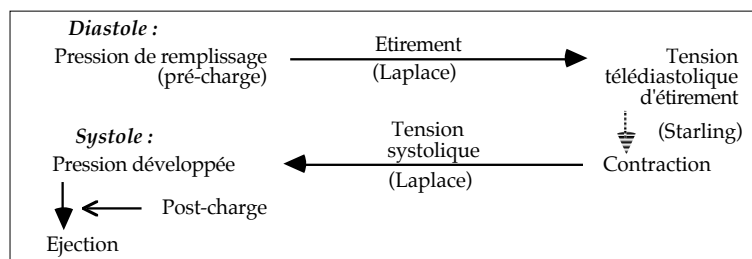 Diastole :
Pression de remplissage
(pré-charge)
Etirement
(Laplace)
Tension
télédiastolique
d'étirement
(Starling)
Systole :
Pression développée
Tension
systolique
(Laplace)
Contraction
Post-charge
Ejection